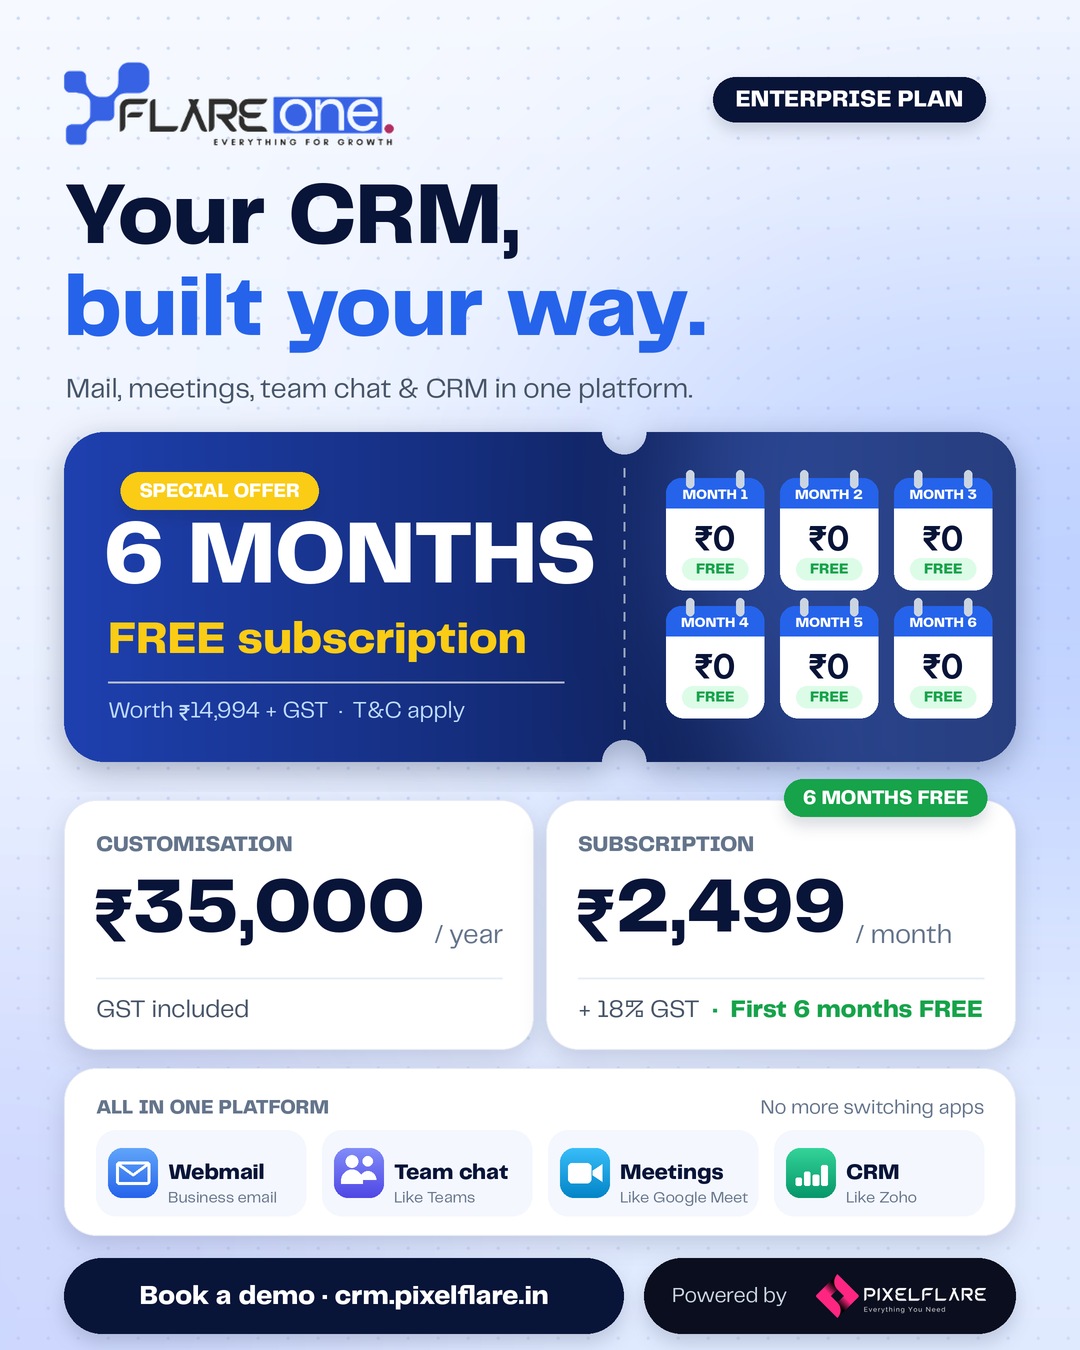 FLARE one.
EVERYTHING FOR GROWTH
ENTERPRISE PLAN
Your CRM,
built your way.
Mail, meetings, team chat & CRM in one platform.
SPECIAL OFFER
6 MONTHS
FREE subscription
Worth ₹14,994 + GST · T&C apply
MONTH 1 MONTH 2 MONTH 3
₹0 ₹0 ₹0
FREE FREE FREE
MONTH 4 MONTH 5 MONTH 6
₹0 ₹0 ₹0
FREE FREE FREE
CUSTOMISATION
₹35,000 / year
GST included
6 MONTHS FREE
SUBSCRIPTION
₹2,499 / month
+ 18% GST · First 6 months FREE
ALL IN ONE PLATFORM
No more switching apps
Webmail
Business email
Team chat
Like Teams
Meetings
Like Google Meet
CRM
Like Zoho
Book a demo · crm.pixelflare.in
Powered by PIXELFLARE
Everything You Need